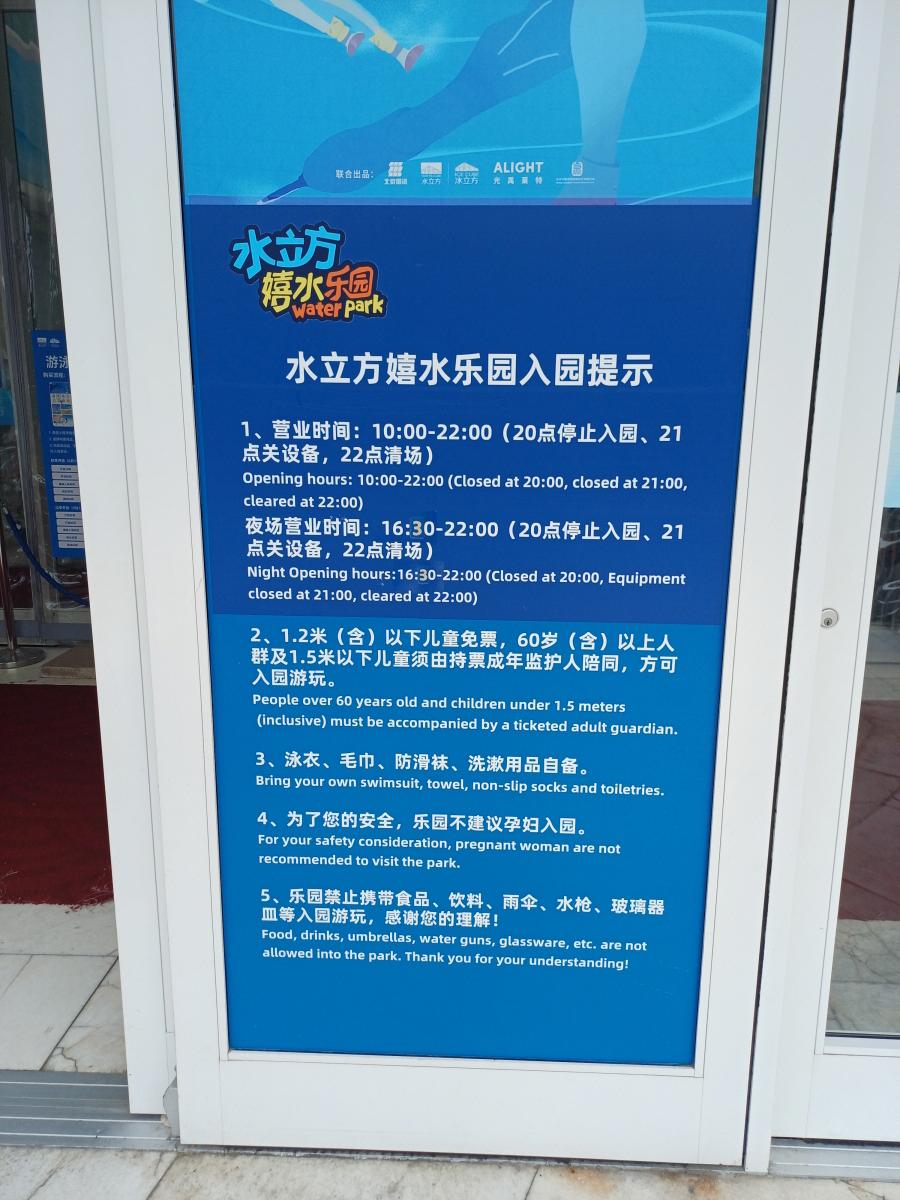 联合出品：
水立方
冰立方
ALIGHT
光禹莱特
水立方
嬉水乐园
Water Park
水立方嬉水乐园入园提示
1、营业时间：10:00-22:00（20点停止入园、21
点关设备，22点清场）
Opening hours: 10:00-22:00 (Closed at 20:00, closed at 21:00,
cleared at 22:00)
夜场营业时间：16:30-22:00（20点停止入园、21
点关设备，22点清场）
Night Opening hours:16:30-22:00 (Closed at 20:00, Equipment
closed at 21:00, cleared at 22:00)
2、1.2米（含）以下儿童免票，60岁（含）以上人
群及1.5米以下儿童须由持票成年监护人陪同，方可
入园游玩。
People over 60 years old and children under 1.5 meters
(inclusive) must be accompanied by a ticketed adult guardian.
3、泳衣、毛巾、防滑袜、洗漱用品自备。
Bring your own swimsuit, towel, non-slip socks and toiletries.
4、为了您的安全，乐园不建议孕妇入园。
For your safety consideration, pregnant woman are not
recommended to visit the park.
5、乐园禁止携带食品、饮料、雨伞、水枪、玻璃器
皿等入园游玩，感谢您的理解！
Food, drinks, umbrellas, water guns, glassware, etc. are not
allowed into the park. Thank you for your understanding!